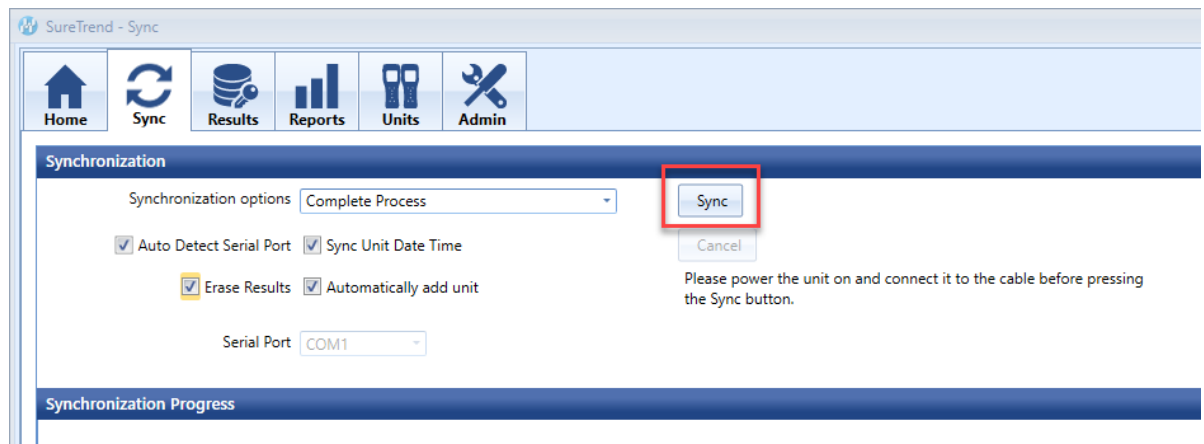 SureTrend - Sync
Home Sync Results Reports Units Admin
Synchronization
Synchronization options Complete Process Sync
Auto Detect Serial Port Sync Unit Date Time Cancel
Erase Results Automatically add unit
Please power the unit on and connect it to the cable before pressing
the Sync button.
Serial Port COM1
Synchronization Progress